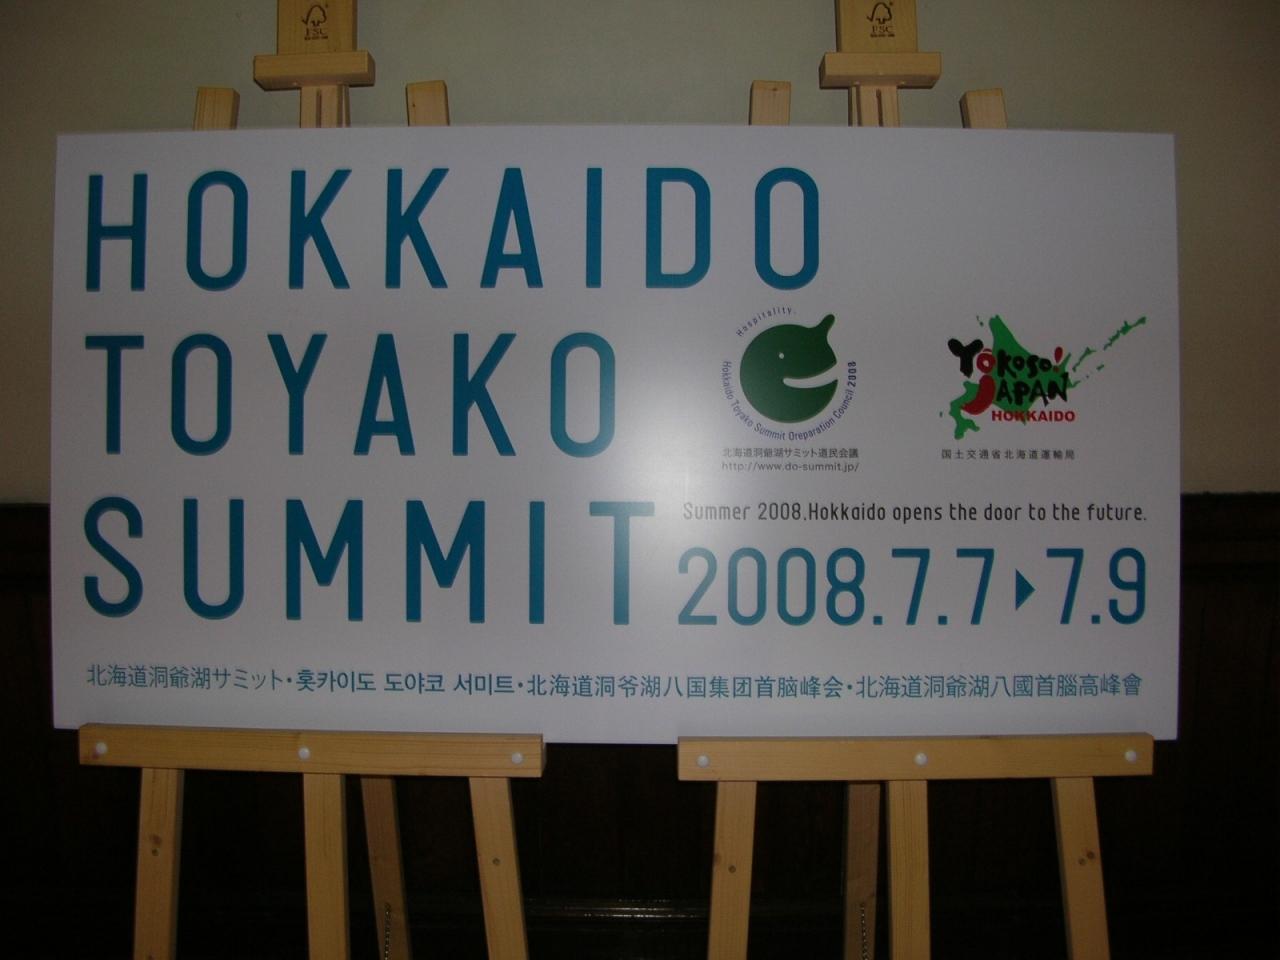 FSC
FSC
HOKKAIDO
TOYAKO
SUMMIT
Hospitality.
Hokkaido Toyako Summit Oreparation Council 2008
北海道洞爺湖サミット道民会議
http://www.do-summit.jp/
Yōkoso!
JAPAN
HOKKAIDO
国土交通省北海道運輸局
Summer 2008.Hokkaido opens the door to the future.
2008.7.7▶7.9
北海道洞爺湖サミット・홋카이도 도야코 서미트・北海道洞爷湖八国集团首脑峰会・北海道洞爺湖八國首腦高峰會